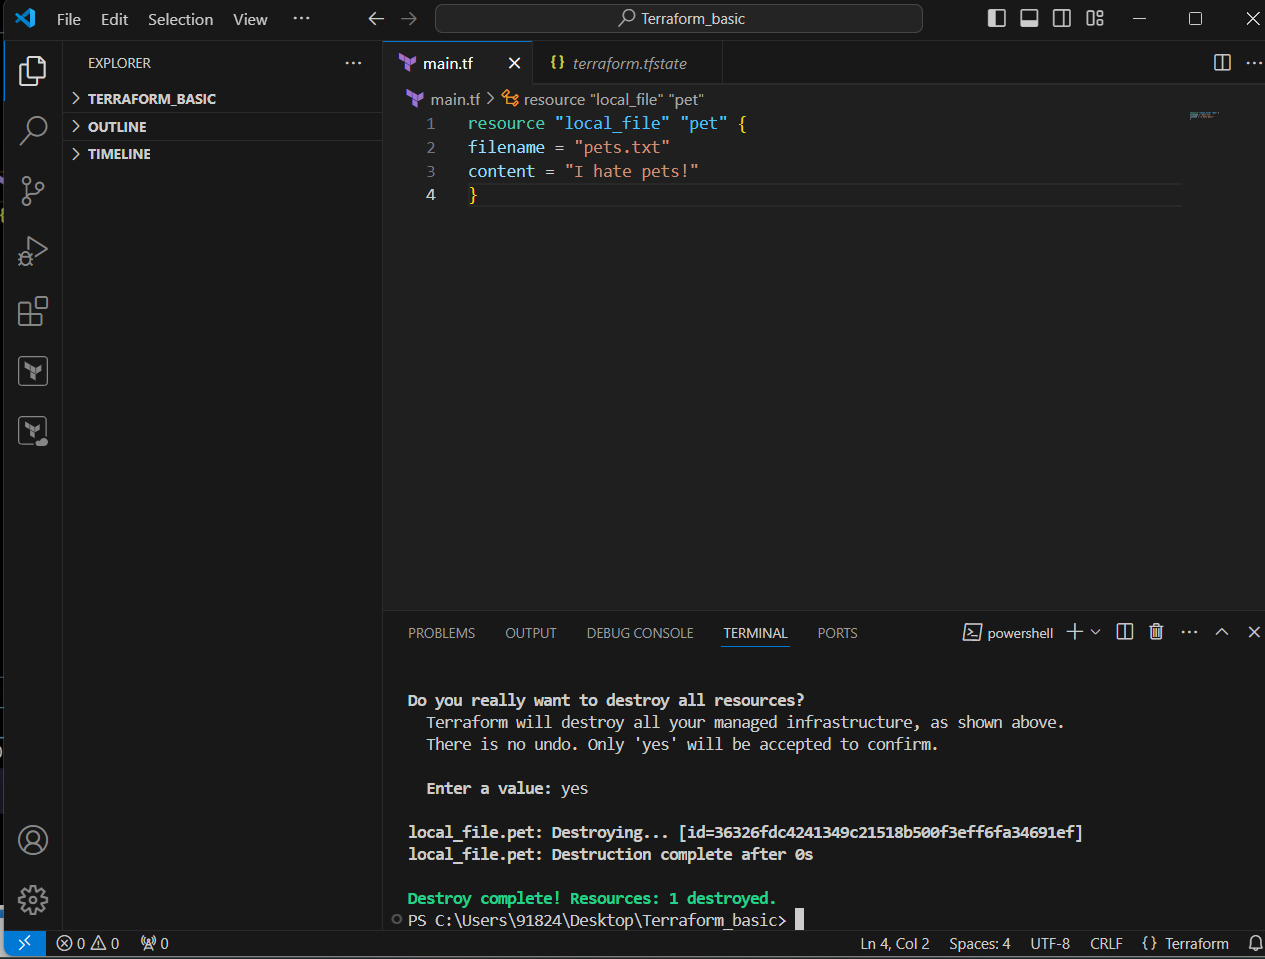 File Edit Selection View ···
Terraform_basic
EXPLORER ···
TERRAFORM_BASIC
OUTLINE
TIMELINE
main.tf
{} terraform.tfstate
main.tf > resource "local_file" "pet"
1 resource "local_file" "pet" {
2 filename = "pets.txt"
3 content = "I hate pets!"
4 }
PROBLEMS OUTPUT DEBUG CONSOLE TERMINAL PORTS
powershell
Do you really want to destroy all resources?
Terraform will destroy all your managed infrastructure, as shown above.
There is no undo. Only 'yes' will be accepted to confirm.
Enter a value: yes
local_file.pet: Destroying... [id=36326fdc4241349c21518b500f3eff6fa34691ef]
local_file.pet: Destruction complete after 0s
Destroy complete! Resources: 1 destroyed.
PS C:\Users\91824\Desktop\Terraform_basic>
0 0 0 Ln 4, Col 2 Spaces: 4 UTF-8 CRLF {} Terraform